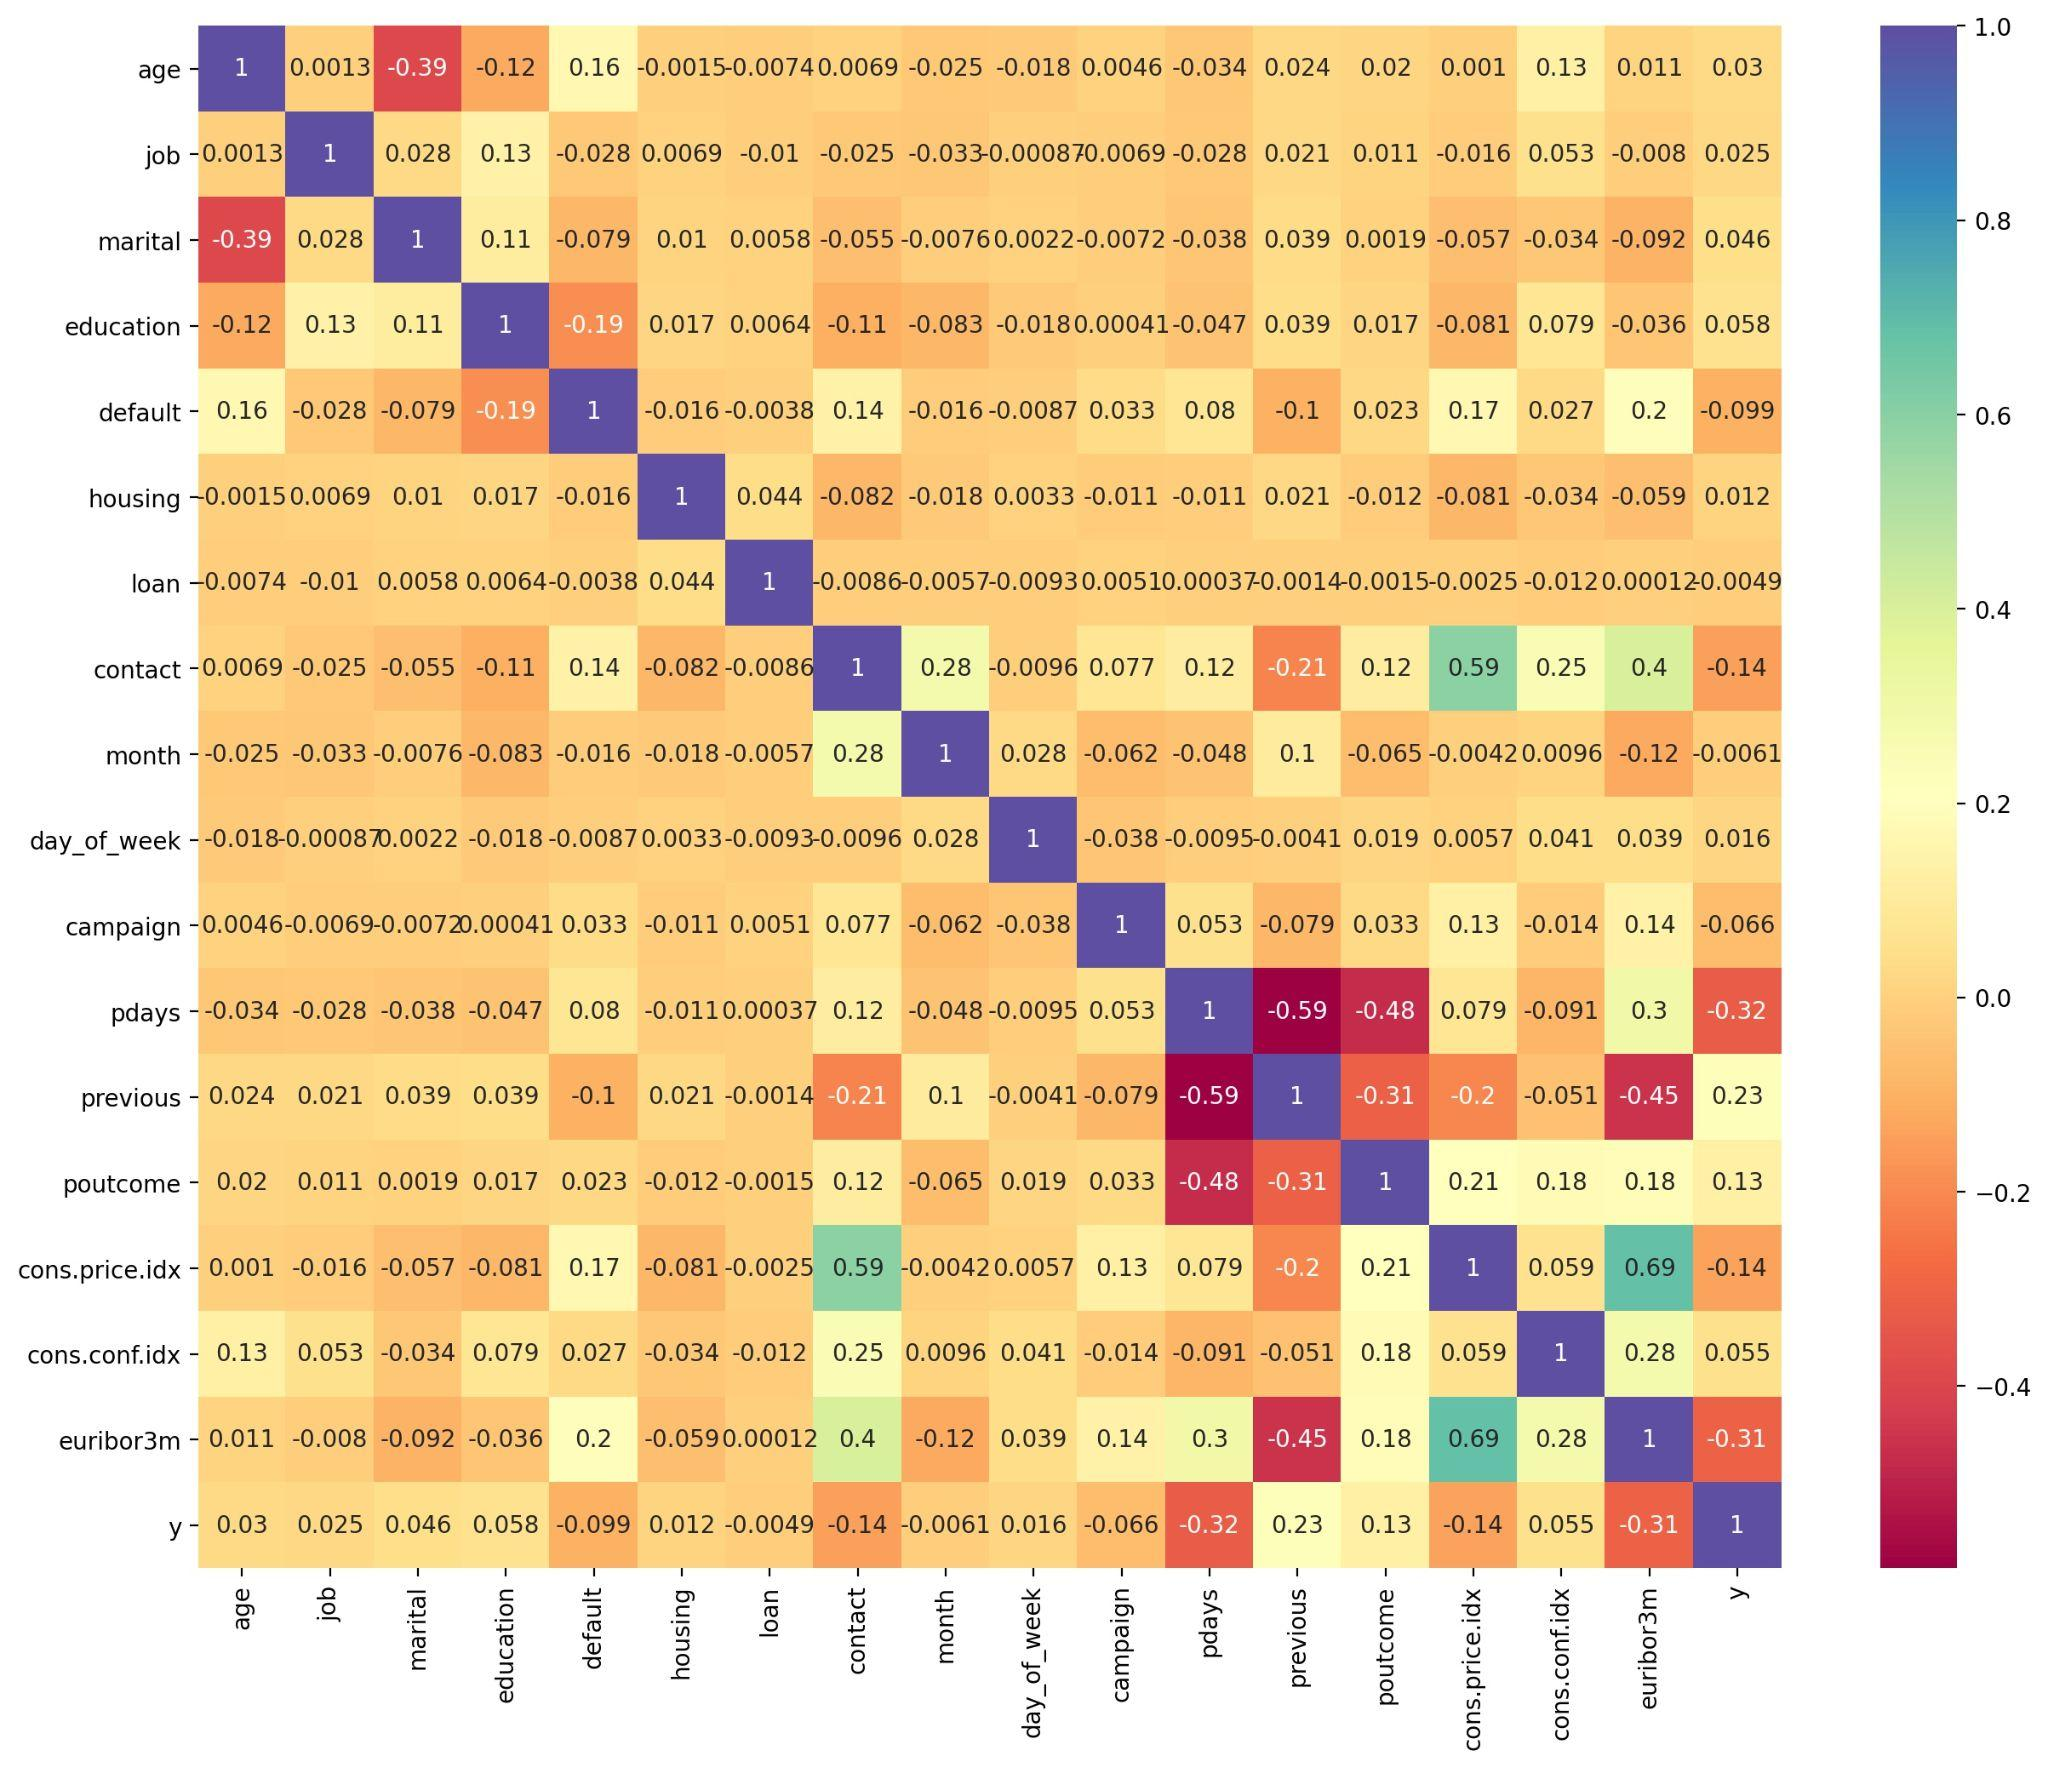 age 1 0.0013 -0.39 -0.12 0.16 -0.0015 -0.0074 0.0069 -0.025 -0.018 0.0046 -0.034 0.024 0.02 0.001 0.13 0.011 0.03 1.0
job 0.0013 1 0.028 0.13 -0.028 0.0069 -0.01 -0.025 -0.033 -0.00087 -0.0069 -0.028 0.021 0.011 -0.016 0.053 -0.008 0.025
marital -0.39 0.028 1 0.11 -0.079 0.01 0.0058 -0.055 -0.0076 0.0022 -0.0072 -0.038 0.039 0.0019 -0.057 -0.034 -0.092 0.046 0.8
education -0.12 0.13 0.11 1 -0.19 0.017 0.0064 -0.11 -0.083 -0.018 0.00041 -0.047 0.039 0.017 -0.081 0.079 -0.036 0.058
default 0.16 -0.028 -0.079 -0.19 1 -0.016 -0.0038 0.14 -0.016 -0.0087 0.033 0.08 -0.1 0.023 0.17 0.027 0.2 -0.099 0.6
housing -0.0015 0.0069 0.01 0.017 -0.016 1 0.044 -0.082 -0.018 0.0033 -0.011 -0.011 0.021 -0.012 -0.081 -0.034 -0.059 0.012
loan -0.0074 -0.01 0.0058 0.0064 -0.0038 0.044 1 -0.0086 -0.0057 -0.0093 0.0051 0.00037 -0.0014 -0.0015 -0.0025 -0.012 0.00012 -0.0049 0.4
contact 0.0069 -0.025 -0.055 -0.11 0.14 -0.082 -0.0086 1 0.28 -0.0096 0.077 0.12 -0.21 0.12 0.59 0.25 0.4 -0.14
month -0.025 -0.033 -0.0076 -0.083 -0.016 -0.018 -0.0057 0.28 1 0.028 -0.062 -0.048 0.1 -0.065 -0.0042 0.0096 -0.12 -0.0061 0.2
day_of_week -0.018 -0.00087 0.0022 -0.018 -0.0087 0.0033 -0.0093 -0.0096 0.028 1 -0.038 -0.0095 -0.0041 0.019 0.0057 0.041 0.039 0.016
campaign 0.0046 -0.0069 -0.0072 0.00041 0.033 -0.011 0.0051 0.077 -0.062 -0.038 1 0.053 -0.079 0.033 0.13 -0.014 0.14 -0.066
pdays -0.034 -0.028 -0.038 -0.047 0.08 -0.011 0.00037 0.12 -0.048 -0.0095 0.053 1 -0.59 -0.48 0.079 -0.091 0.3 -0.32 0.0
previous 0.024 0.021 0.039 0.039 -0.1 0.021 -0.0014 -0.21 0.1 -0.0041 -0.079 -0.59 1 -0.31 -0.2 -0.051 -0.45 0.23
poutcome 0.02 0.011 0.0019 0.017 0.023 -0.012 -0.0015 0.12 -0.065 0.019 0.033 -0.48 -0.31 1 0.21 0.18 0.18 0.13 −0.2
cons.price.idx 0.001 -0.016 -0.057 -0.081 0.17 -0.081 -0.0025 0.59 -0.0042 0.0057 0.13 0.079 -0.2 0.21 1 0.059 0.69 -0.14
cons.conf.idx 0.13 0.053 -0.034 0.079 0.027 -0.034 -0.012 0.25 0.0096 0.041 -0.014 -0.091 -0.051 0.18 0.059 1 0.28 0.055 −0.4
euribor3m 0.011 -0.008 -0.092 -0.036 0.2 -0.059 0.00012 0.4 -0.12 0.039 0.14 0.3 -0.45 0.18 0.69 0.28 1 -0.31
y 0.03 0.025 0.046 0.058 -0.099 0.012 -0.0049 -0.14 -0.0061 0.016 -0.066 -0.32 0.23 0.13 -0.14 0.055 -0.31 1
age job marital education default housing loan contact month day_of_week campaign pdays previous poutcome cons.price.idx cons.conf.idx euribor3m y